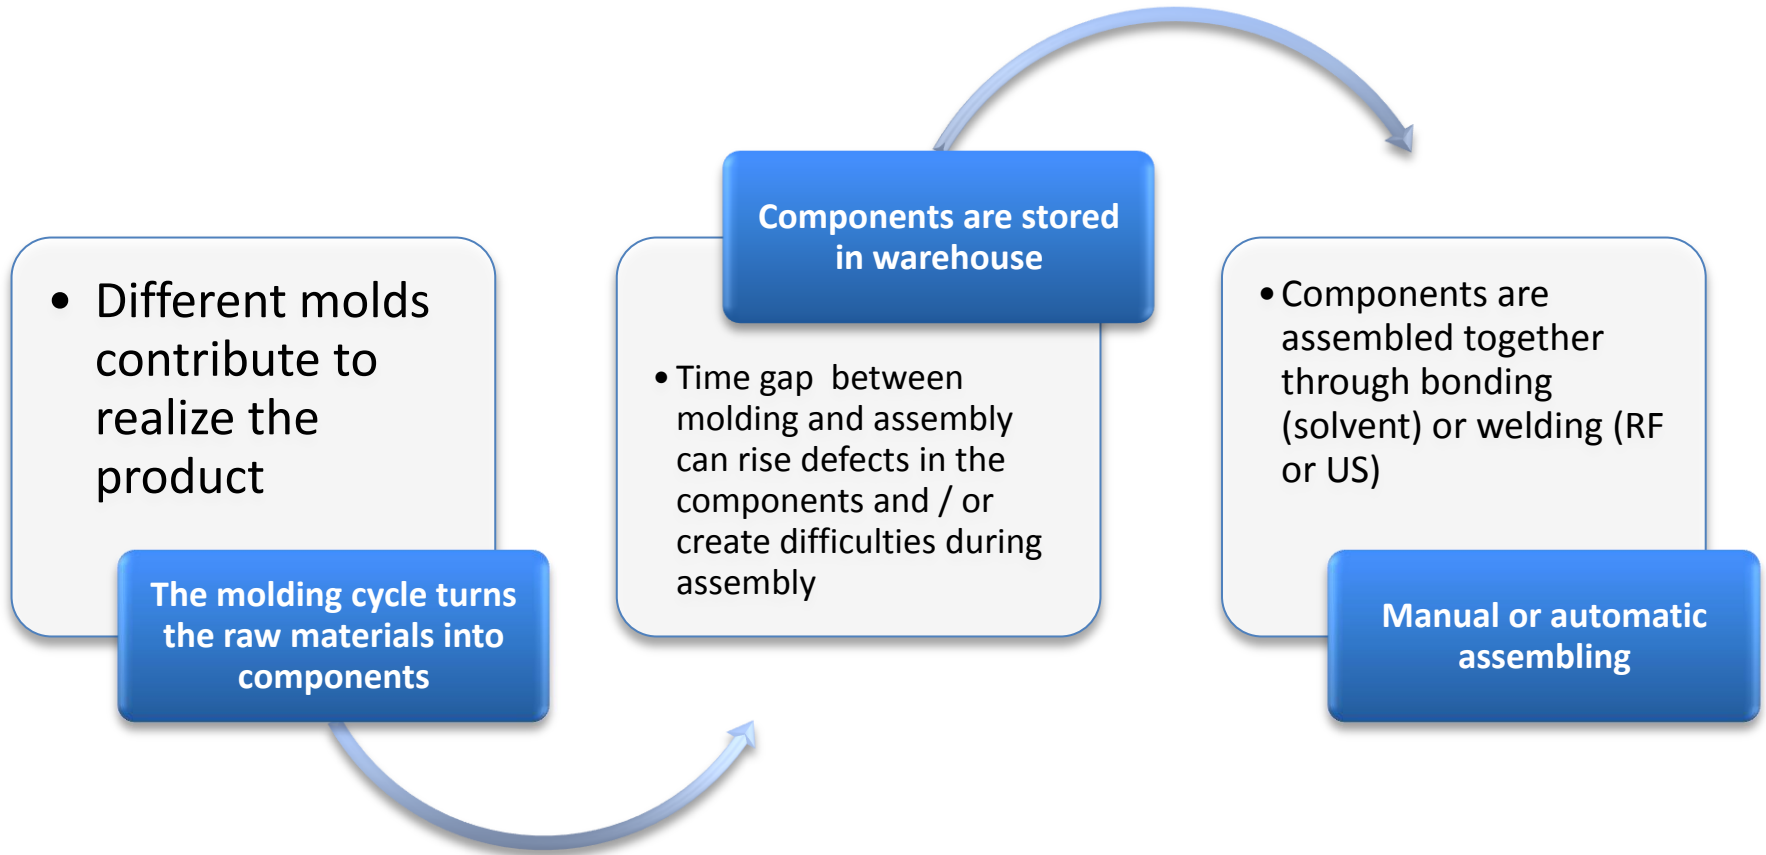 • Different molds
contribute to
realize the
product
The molding cycle turns
the raw materials into
components
Components are stored
in warehouse
• Time gap  between
molding and assembly
can rise defects in the
components and / or
create difficulties during
assembly
• Components are
assembled together
through bonding
(solvent) or welding (RF
or US)
Manual or automatic
assembling